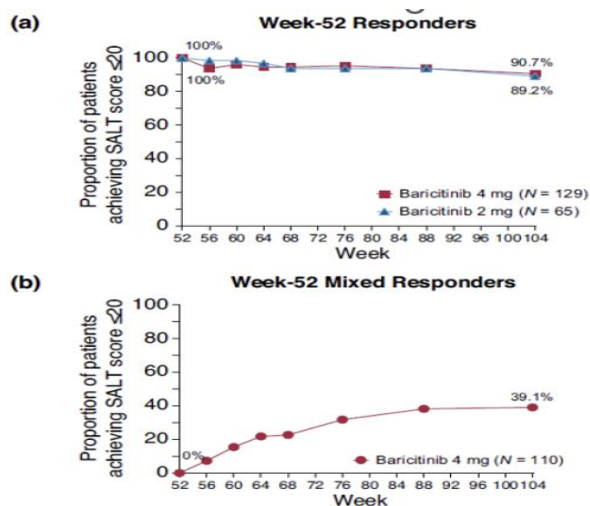 (a)
Week-52 Responders
Proportion of patients
achieving SALT score ≤20
100
80
60
40
20
0
100%
100%
90.7%
89.2%
Baricitinib 4 mg (N = 129)
Baricitinib 2 mg (N = 65)
52 56 60 64 68 72 76 80 84 88 92 96 100 104
Week
(b)
Week-52 Mixed Responders
Proportion of patients
achieving SALT score ≤20
100
80
60
40
20
0
0%
39.1%
Baricitinib 4 mg (N = 110)
52 56 60 64 68 72 76 80 84 88 92 96 100 104
Week